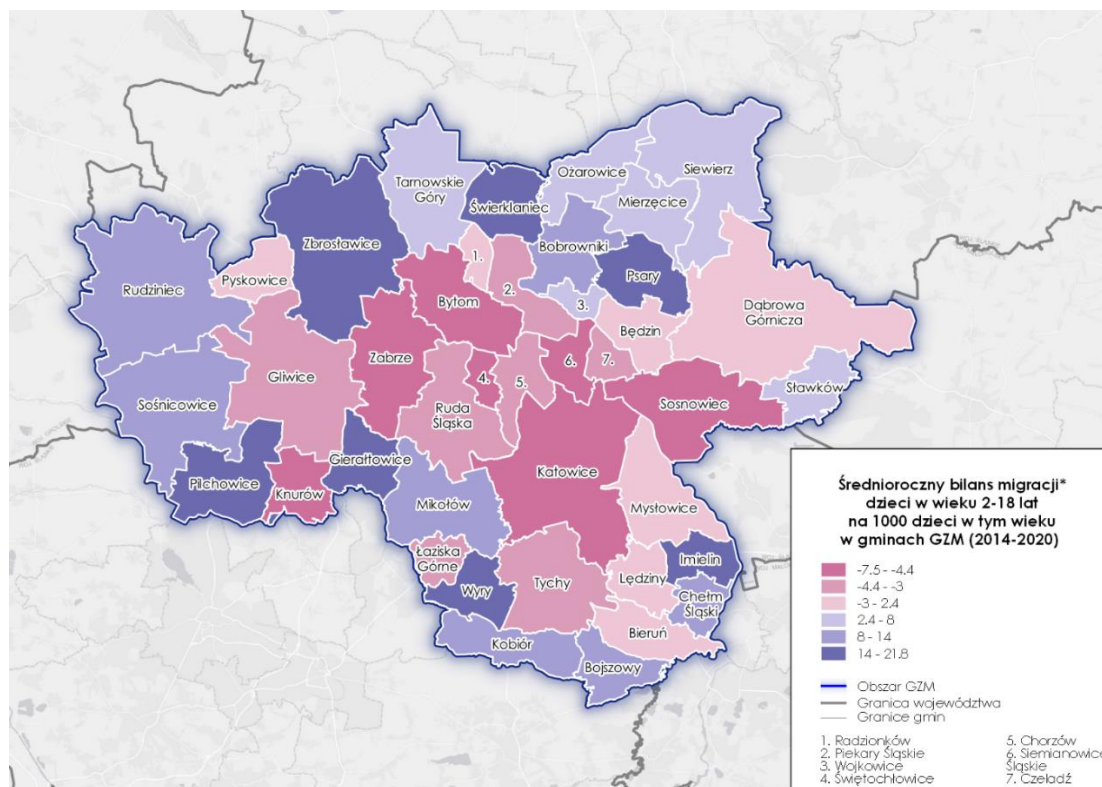 Ożarowice
Siewierz
Tarnowskie
Góry
Świerklaniec
Mierzęcice
Zbrosławice
Bobrowniki
1.
Rudziniec
Pyskowice
Psary
2.
Bytom
3.
Dąbrowa
Górnicza
Będzin
Zabrze
6.
7.
Gliwice
4.
5.
Sławków
Sośnicowice
Ruda
Śląska
Sosnowiec
Gierałtowice
Katowice
Pilchowice
Knurów
Mikołów
Mysłowice
Łaziska
Górne
Imielin
Wyry
Tychy
Lędziny
Chełm
Śląski
Bieruń
Kobiór
Bojszowy
Średnioroczny bilans migracji*
dzieci w wieku 2-18 lat
na 1000 dzieci w tym wieku
w gminach GZM (2014-2020)
-7.5 - -4.4
-4.4 - -3
-3 - 2.4
2.4 - 8
8 - 14
14 - 21.8
Obszar GZM
Granica województwa
Granice gmin
1. Radzionków
2. Piekary Śląskie
3. Wojkowice
4. Świętochłowice
5. Chorzów
6. Siemianowice
Śląskie
7. Czeladź